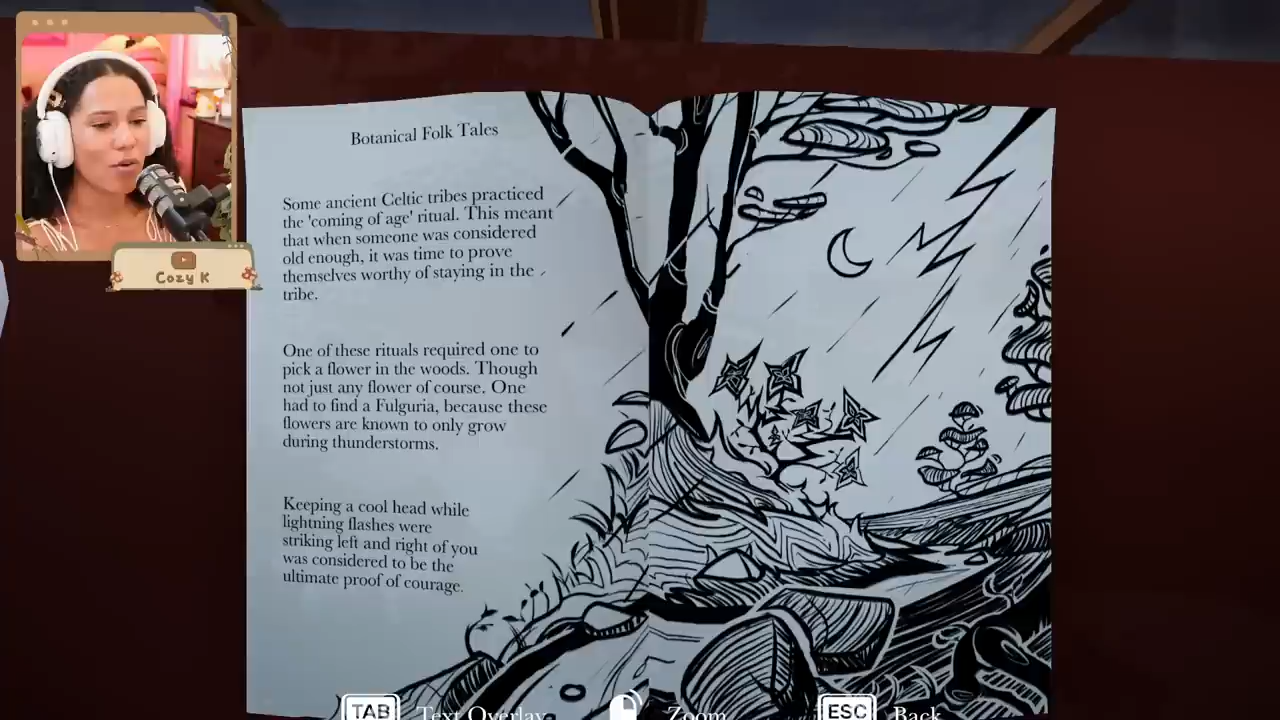 Cozy K
Botanical Folk Tales
Some ancient Celtic tribes practiced
the 'coming of age' ritual. This meant
that when someone was considered
old enough, it was time to prove
themselves worthy of staying in the
tribe.
One of these rituals required one to
pick a flower in the woods. Though
not just any flower of course. One
had to find a Fulguria, because these
flowers are known to only grow
during thunderstorms.
Keeping a cool head while
lightning flashes were
striking left and right of you
was considered to be the
ultimate proof of courage.
TAB Text Overlay Zoom ESC Back